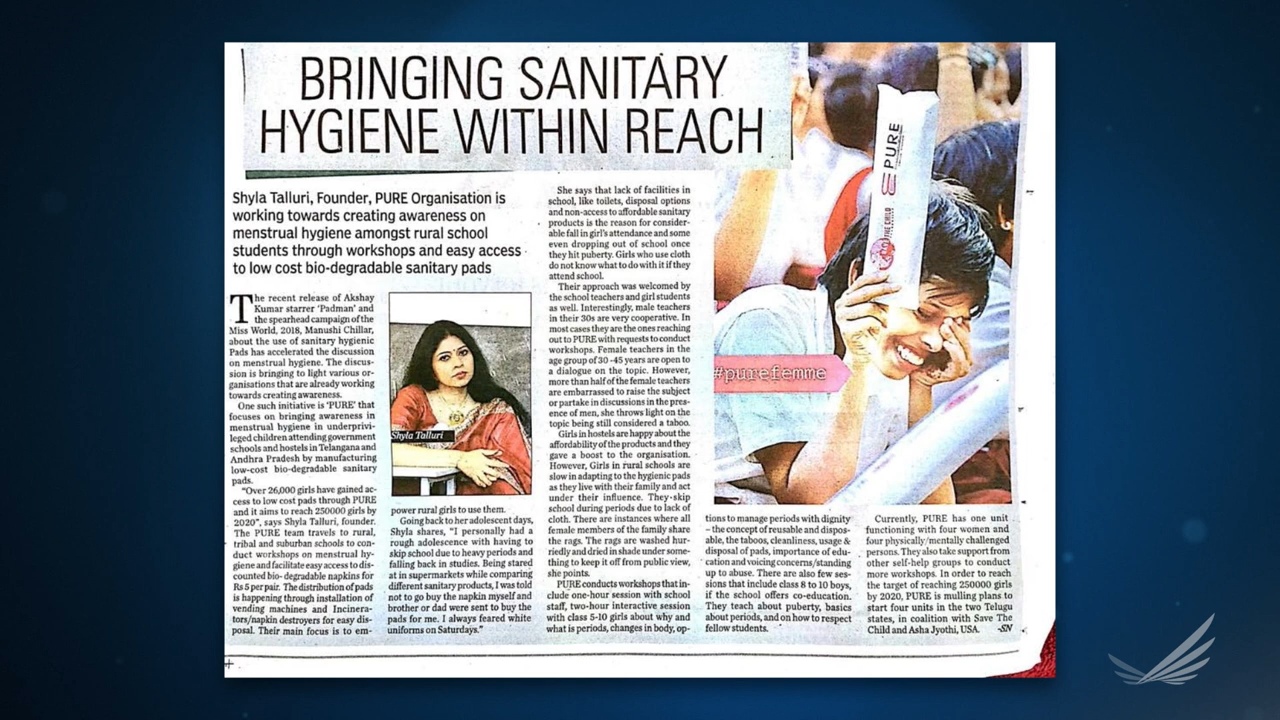 BRINGING SANITARY
HYGIENE WITHIN REACH
Shyla Talluri, Founder, PURE Organisation is
working towards creating awareness on
menstrual hygiene amongst rural school
students through workshops and easy access
to low cost bio-degradable sanitary pads
The recent release of Akshay
Kumar starrer 'Padman' and
the spearhead campaign of the
Miss World, 2018, Manushi Chillar,
about the use of sanitary hygienic
Pads has accelerated the discussion
on menstrual hygiene. The discus-
sion is bringing to light various or-
ganisations that are already working
towards creating awareness.
One such initiative is 'PURE' that
focuses on bringing awareness in
menstrual hygiene in underprivi-
leged children attending government
schools and hostels in Telangana and
Andhra Pradesh by manufacturing
low-cost bio-degradable sanitary
pads.
"Over 26,000 girls have gained ac-
cess to low cost pads through PURE
and it aims to reach 250000 girls by
2020", says Shyla Talluri, founder.
The PURE team travels to rural,
tribal and suburban schools to con-
duct workshops on menstrual hy-
giene and facilitate easy access to dis-
counted bio-degradable napkins for
Rs 5 per pair. The distribution of pads
is happening through installation of
vending machines and Incinera-
tors/napkin destroyers for easy dis-
posal. Their main focus is to em-
Shyla Talluri
power rural girls to use them.
Going back to her adolescent days,
Shyla shares, "I personally had a
rough adolescence with having to
skip school due to heavy periods and
falling back in studies. Being stared
at in supermarkets while comparing
different sanitary products, I was told
not to go buy the napkin myself and
brother or dad were sent to buy the
pads for me. I always feared white
uniforms on Saturdays."
She says that lack of facilities in
school, like toilets, disposal options
and non-access to affordable sanitary
products is the reason for consider-
able fall in girl's attendance and some
even dropping out of school once
they hit puberty. Girls who use cloth
do not know what to do with it if they
attend school.
Their approach was welcomed by
the school teachers and girl students
as well. Interestingly, male teachers
in their 30s are very cooperative. In
most cases they are the ones reaching
out to PURE with requests to conduct
workshops. Female teachers in the
age group of 30 -45 years are open to
a dialogue on the topic. However,
more than half of the female teachers
are embarrassed to raise the subject
or partake in discussions in the pres-
ence of men, she throws light on the
topic being still considered a taboo.
Girls in hostels are happy about the
affordability of the products and they
gave a boost to the organisation.
However, Girls in rural schools are
slow in adapting to the hygienic pads
as they live with their family and act
under their influence. They skip
school during periods due to lack of
cloth. There are instances where all
female members of the family share
the rags. The rags are washed hur-
riedly and dried in shade under some-
thing to keep it off from public view,
she points.
PURE conducts workshops that in-
clude one-hour session with school
staff, two-hour interactive session
with class 5-10 girls about why and
what is periods, changes in body, op-
PURE
#purefemme
tions to manage periods with dignity
– the concept of reusable and dispos-
able, the taboos, cleanliness, usage &
disposal of pads, importance of edu-
cation and voicing concerns/standing
up to abuse. There are also few ses-
sions that include class 8 to 10 boys,
if the school offers co-education.
They teach about puberty, basics
about periods, and on how to respect
fellow students.
Currently, PURE has one unit
functioning with four women and
four physically/mentally challenged
persons. They also take support from
other self-help groups to conduct
more workshops. In order to reach
the target of reaching 250000 girls
by 2020, PURE is mulling plans to
start four units in the two Telugu
states, in coalition with Save The
Child and Asha Jyothi, USA. -SN